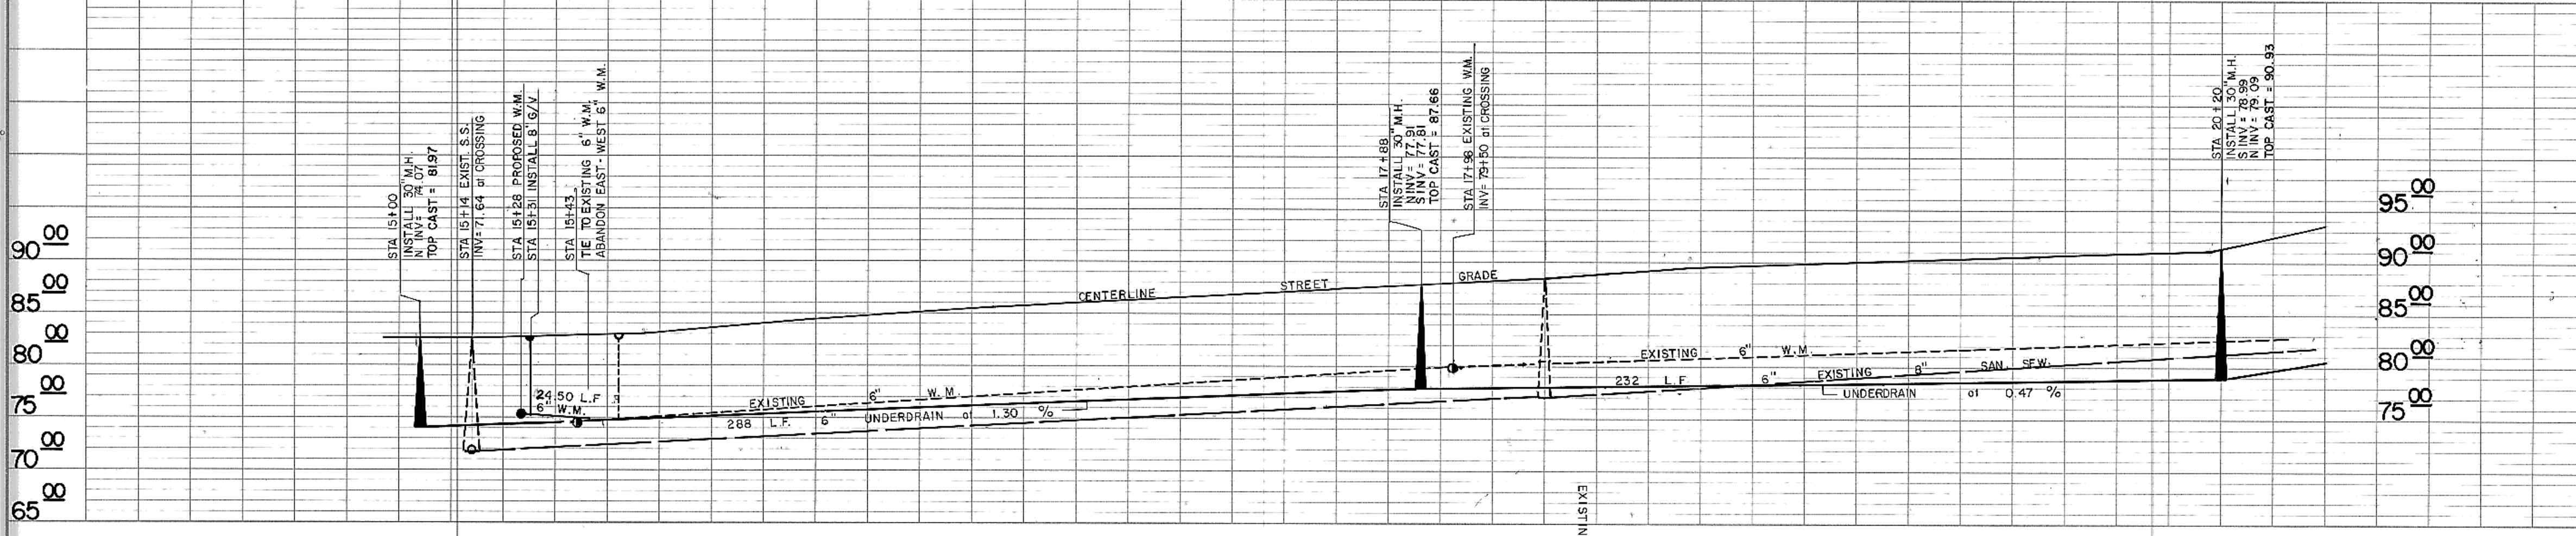 STA 15+00
INSTALL 30" M.H.
N INV= 74.07
TOP CAST = 81.97
STA 15+14 EXIST. S.S.
INV= 71.64 at CROSSING
STA 15+28 PROPOSED W.M.
STA 15+31 INSTALL 8" G/V
STA 15+43
TIE TO EXISTING 6" W.M.
ABANDON EAST-WEST 6" W.M.
STA 17+88
INSTALL 30" M.H.
N INV= 77.91
S INV= 77.81
TOP CAST = 87.66
STA 17+98 EXISTING W.M.
INV= 79+50 at CROSSING
STA 20+20
INSTALL 30" M.H.
S INV= 78.99
N INV= 79.09
TOP CAST = 90.93
90 00
85 00
80 00
75 00
70 00
65 00
95 00
90 00
85 00
80 00
75 00
CENTERLINE STREET GRADE
24.50 L.F.
6" W.M.
EXISTING 6" W.M.
288 L.F. 6" UNDERDRAIN at 1.30 %
EXISTING 6" W.M.
EXISTING 8" SAN. SEW.
232 L.F. 6"
UNDERDRAIN at 0.47 %
EXISTIN